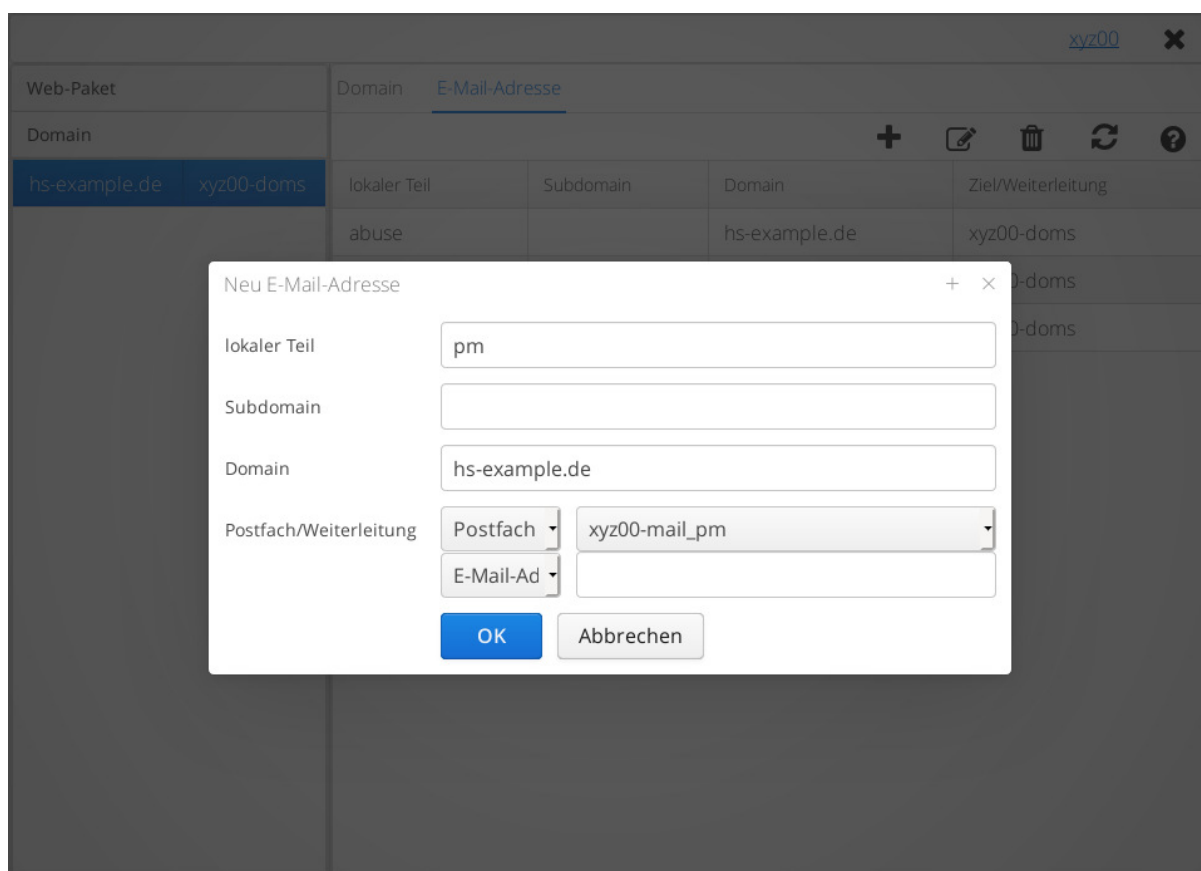 xyz00
Web-Paket
Domain E-Mail-Adresse
Domain
hs-example.de xyz00-doms
lokaler Teil Subdomain Domain Ziel/Weiterleitung
abuse hs-example.de xyz00-doms
Neu E-Mail-Adresse
-doms
lokaler Teil pm
-doms
Subdomain
Domain hs-example.de
Postfach/Weiterleitung Postfach xyz00-mail_pm
E-Mail-Ad
OK Abbrechen